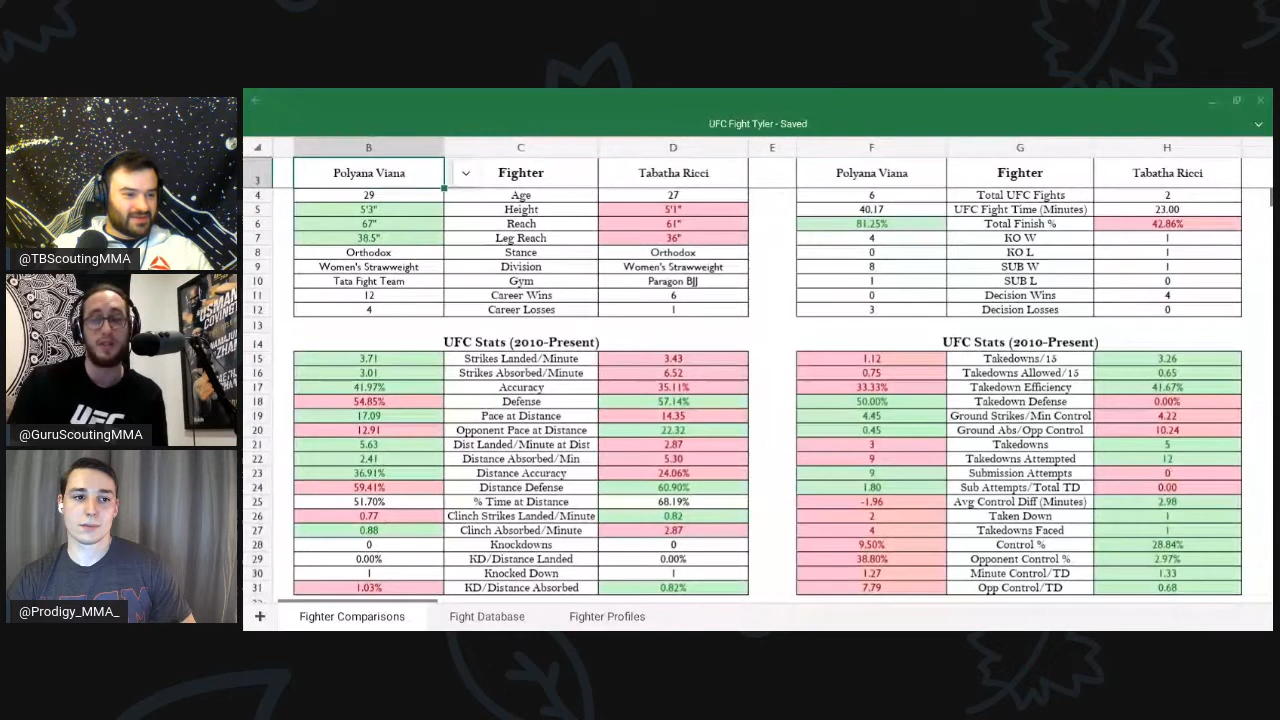 @TBScoutingMMA
@GuruScoutingMMA
UFC
@Prodigy_MMA_
UFC Fight Tyler - Saved
B C D E F G H
3 Polyana Viana Fighter Tabatha Ricci Polyana Viana Fighter Tabatha Ricci
4 29 Age 27 6 Total UFC Fights 2
5 5'3" Height 5'1" 40.17 UFC Fight Time (Minutes) 23.00
6 67" Reach 61" 81.25% Total Finish % 42.86%
7 38.5" Leg Reach 36" 4 KO W 1
8 Orthodox Stance Orthodox 0 KO L 1
9 Women's Strawweight Division Women's Strawweight 8 SUB W 1
10 Tata Fight Team Gym Paragon BJJ 1 SUB L 0
11 12 Career Wins 6 0 Decision Wins 4
12 4 Career Losses 1 3 Decision Losses 0
13
14 UFC Stats (2010-Present) UFC Stats (2010-Present)
15 3.71 Strikes Landed/Minute 3.43 1.12 Takedowns/15 3.26
16 3.01 Strikes Absorbed/Minute 6.52 0.75 Takedowns Allowed/15 0.65
17 41.97% Accuracy 35.11% 33.33% Takedown Efficiency 41.67%
18 54.85% Defense 57.14% 50.00% Takedown Defense 0.00%
19 17.09 Pace at Distance 14.35 4.45 Ground Strikes/Min Control 4.22
20 12.91 Opponent Pace at Distance 22.32 0.45 Ground Abs/Opp Control 10.24
21 5.63 Dist Landed/Minute at Dist 2.87 3 Takedowns 5
22 2.41 Distance Absorbed/Min 5.30 9 Takedowns Attempted 12
23 36.91% Distance Accuracy 24.06% 9 Submission Attempts 0
24 59.41% Distance Defense 60.90% 1.80 Sub Attempts/Total TD 0.00
25 51.70% % Time at Distance 68.19% -1.96 Avg Control Diff (Minutes) 2.98
26 0.77 Clinch Strikes Landed/Minute 0.82 2 Taken Down 1
27 0.88 Clinch Absorbed/Minute 2.87 4 Takedowns Faced 1
28 0 Knockdowns 0 9.50% Control % 28.84%
29 0.00% KD/Distance Landed 0.00% 38.80% Opponent Control % 2.97%
30 1 Knocked Down 1 1.27 Minute Control/TD 1.33
31 1.03% KD/Distance Absorbed 0.82% 7.79 Opp Control/TD 0.68
Fighter Comparisons Fight Database Fighter Profiles